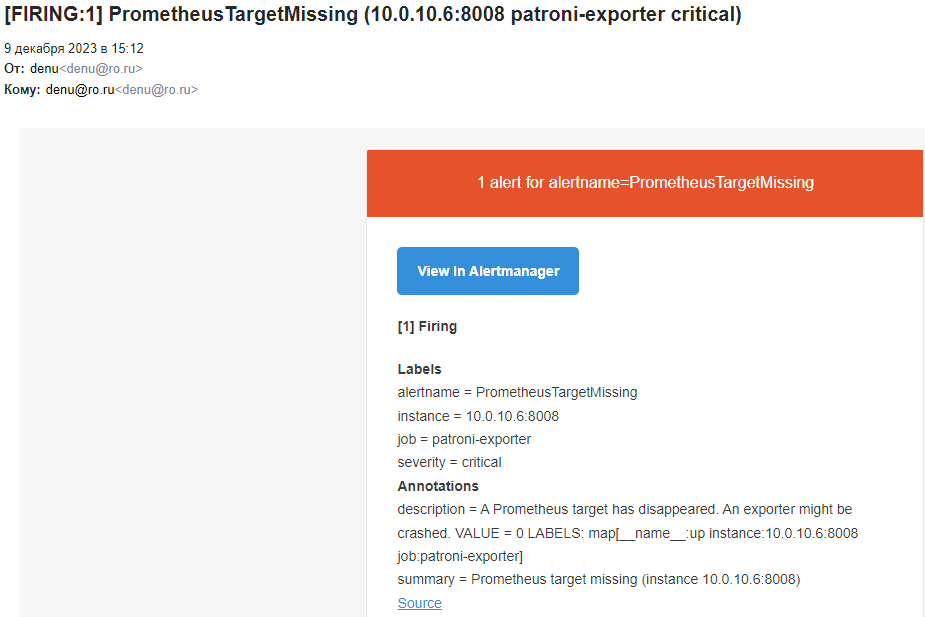 [FIRING:1] PrometheusTargetMissing (10.0.10.6:8008 patroni-exporter critical)
9 декабря 2023 в 15:12
От: denu<denu@ro.ru>
Кому: denu@ro.ru<denu@ro.ru>
1 alert for alertname=PrometheusTargetMissing
View In Alertmanager
[1] Firing
Labels
alertname = PrometheusTargetMissing
instance = 10.0.10.6:8008
job = patroni-exporter
severity = critical
Annotations
description = A Prometheus target has disappeared. An exporter might be
crashed. VALUE = 0 LABELS: map[__name__:up instance:10.0.10.6:8008
job:patroni-exporter]
summary = Prometheus target missing (instance 10.0.10.6:8008)
Source